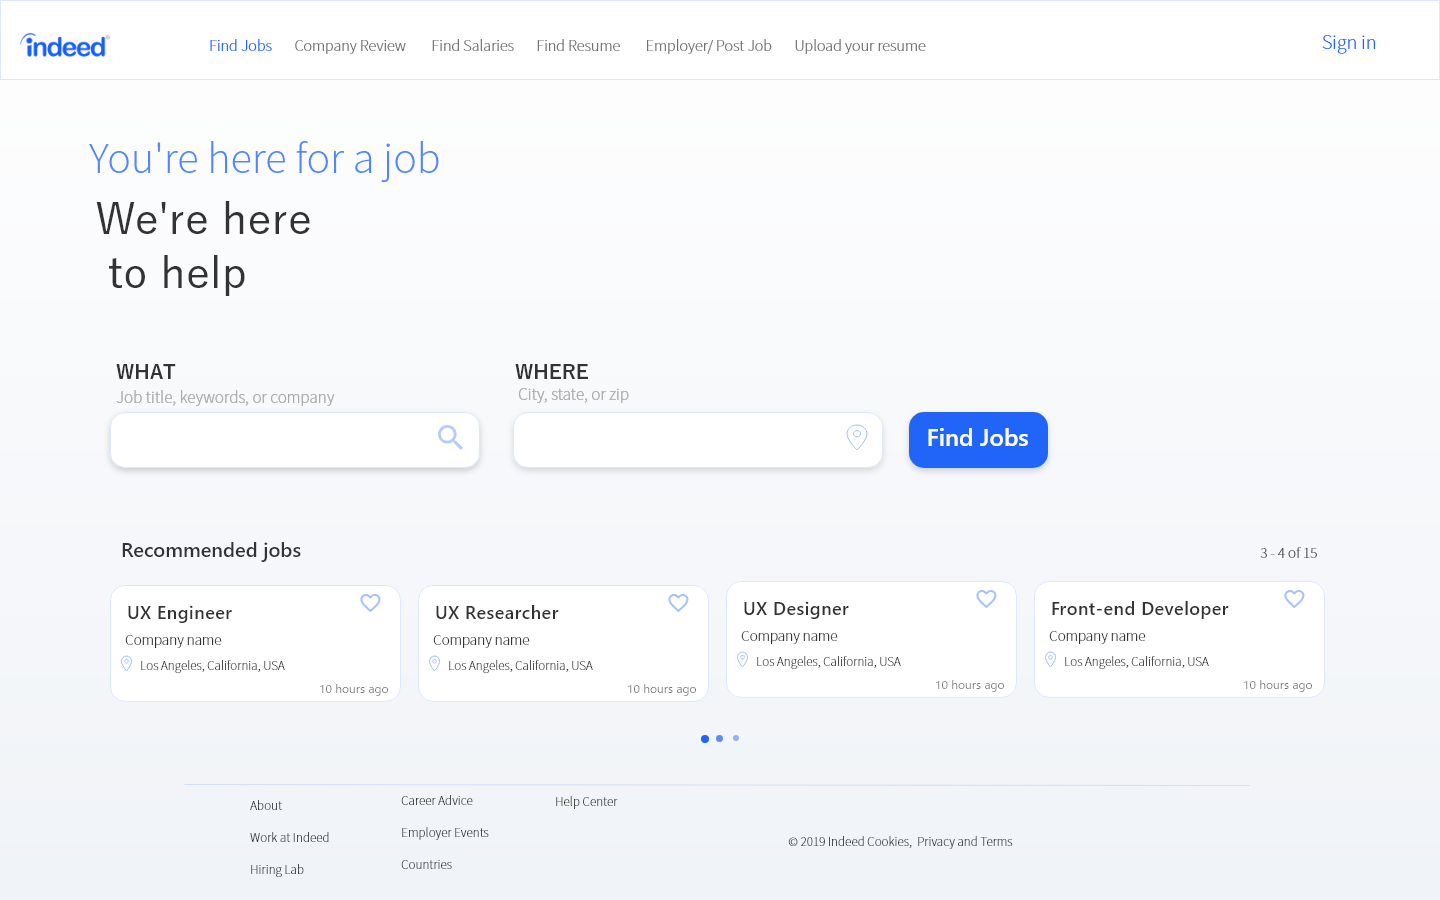 indeed
Find Jobs Company Review Find Salaries Find Resume Employer/ Post Job Upload your resume Sign in
You're here for a job
We're here
to help
WHAT WHERE
Job title, keywords, or company City, state, or zip
Find Jobs
Recommended jobs 3 - 4 of 15
UX Engineer
Company name
Los Angeles, California, USA
10 hours ago
UX Researcher
Company name
Los Angeles, California, USA
10 hours ago
UX Designer
Company name
Los Angeles, California, USA
10 hours ago
Front-end Developer
Company name
Los Angeles, California, USA
10 hours ago
About
Work at Indeed
Hiring Lab
Career Advice
Employer Events
Countries
Help Center
© 2019 Indeed Cookies, Privacy and Terms